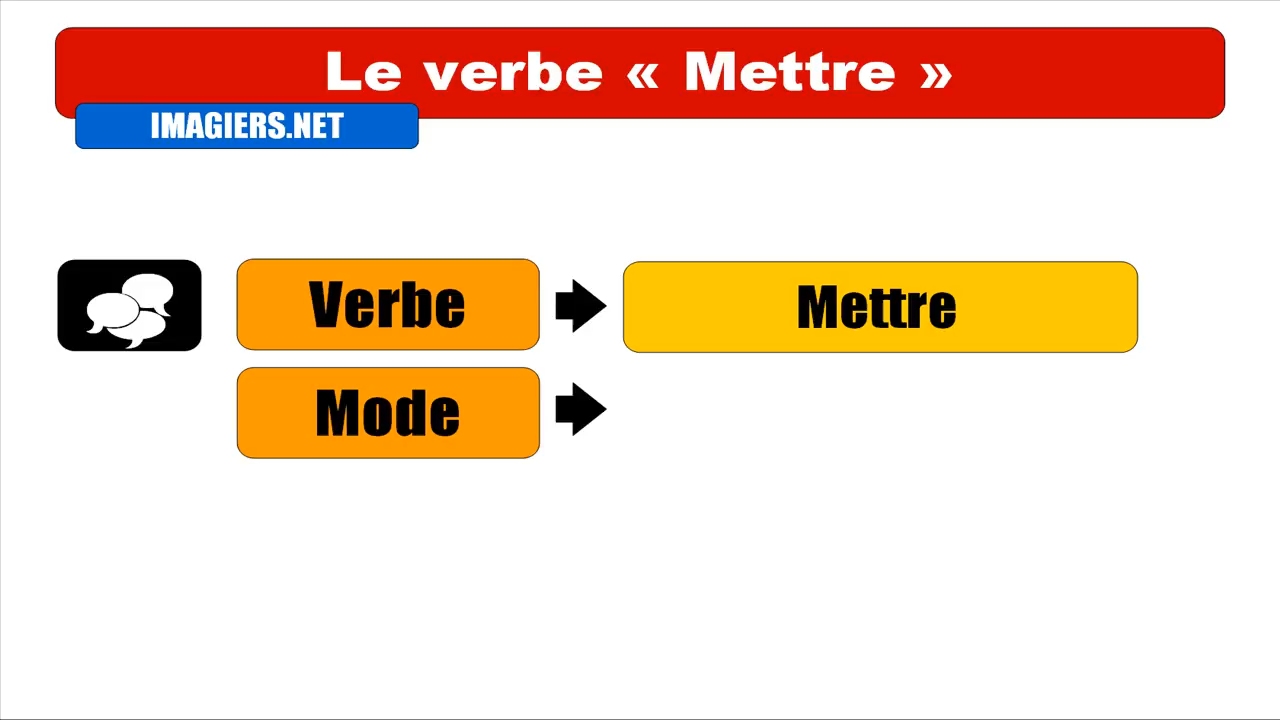 Le verbe « Mettre »
IMAGIERS.NET
Verbe
Mettre
Mode